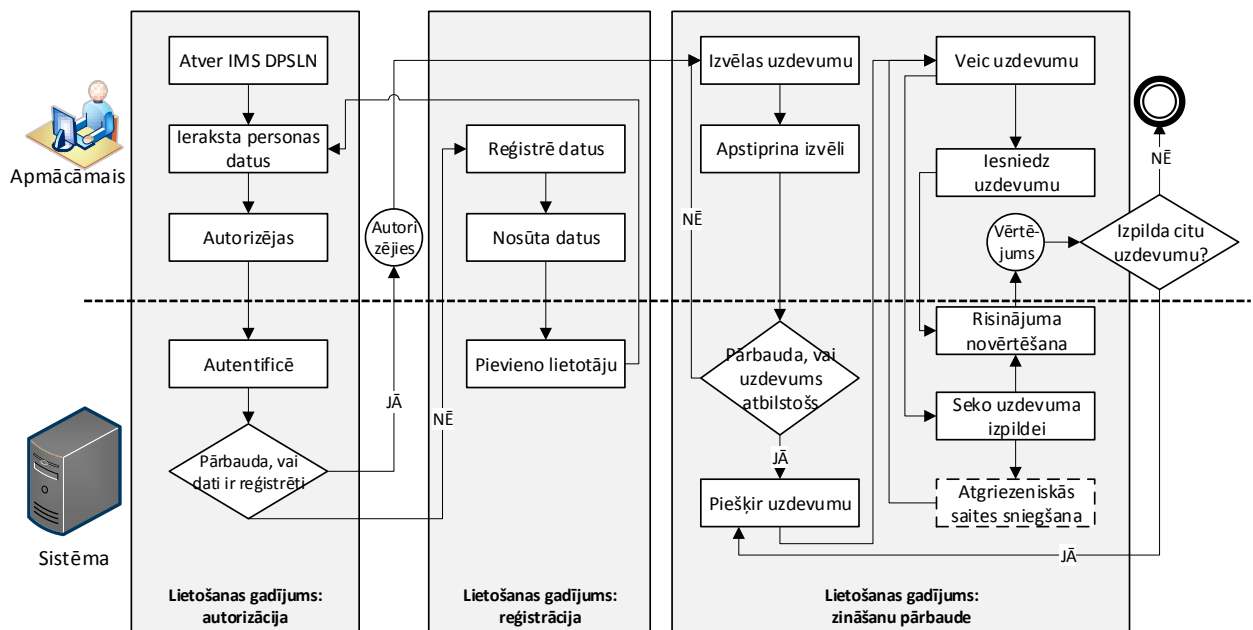 Apmācāmais
Sistēma
Atver IMS DPSLN
Ieraksta personas
datus
Autorizējas
Autentificē
Pārbauda, vai
dati ir reģistrēti
JĀ
NĒ
Autori
zējies
Lietošanas gadījums:
autorizācija
Reģistrē datus
Nosūta datus
Pievieno lietotāju
Lietošanas gadījums:
reģistrācija
Izvēlas uzdevumu
Apstiprina izvēli
NĒ
Pārbauda, vai
uzdevums
atbilstošs
JĀ
Piešķir uzdevumu
Veic uzdevumu
Iesniedz
uzdevumu
Vērtē-
jums
Risinājuma
novērtēšana
Seko uzdevuma
izpildei
Atgriezeniskās
saites sniegšana
Izpilda citu
uzdevumu?
NĒ
JĀ
Lietošanas gadījums:
zināšanu pārbaude